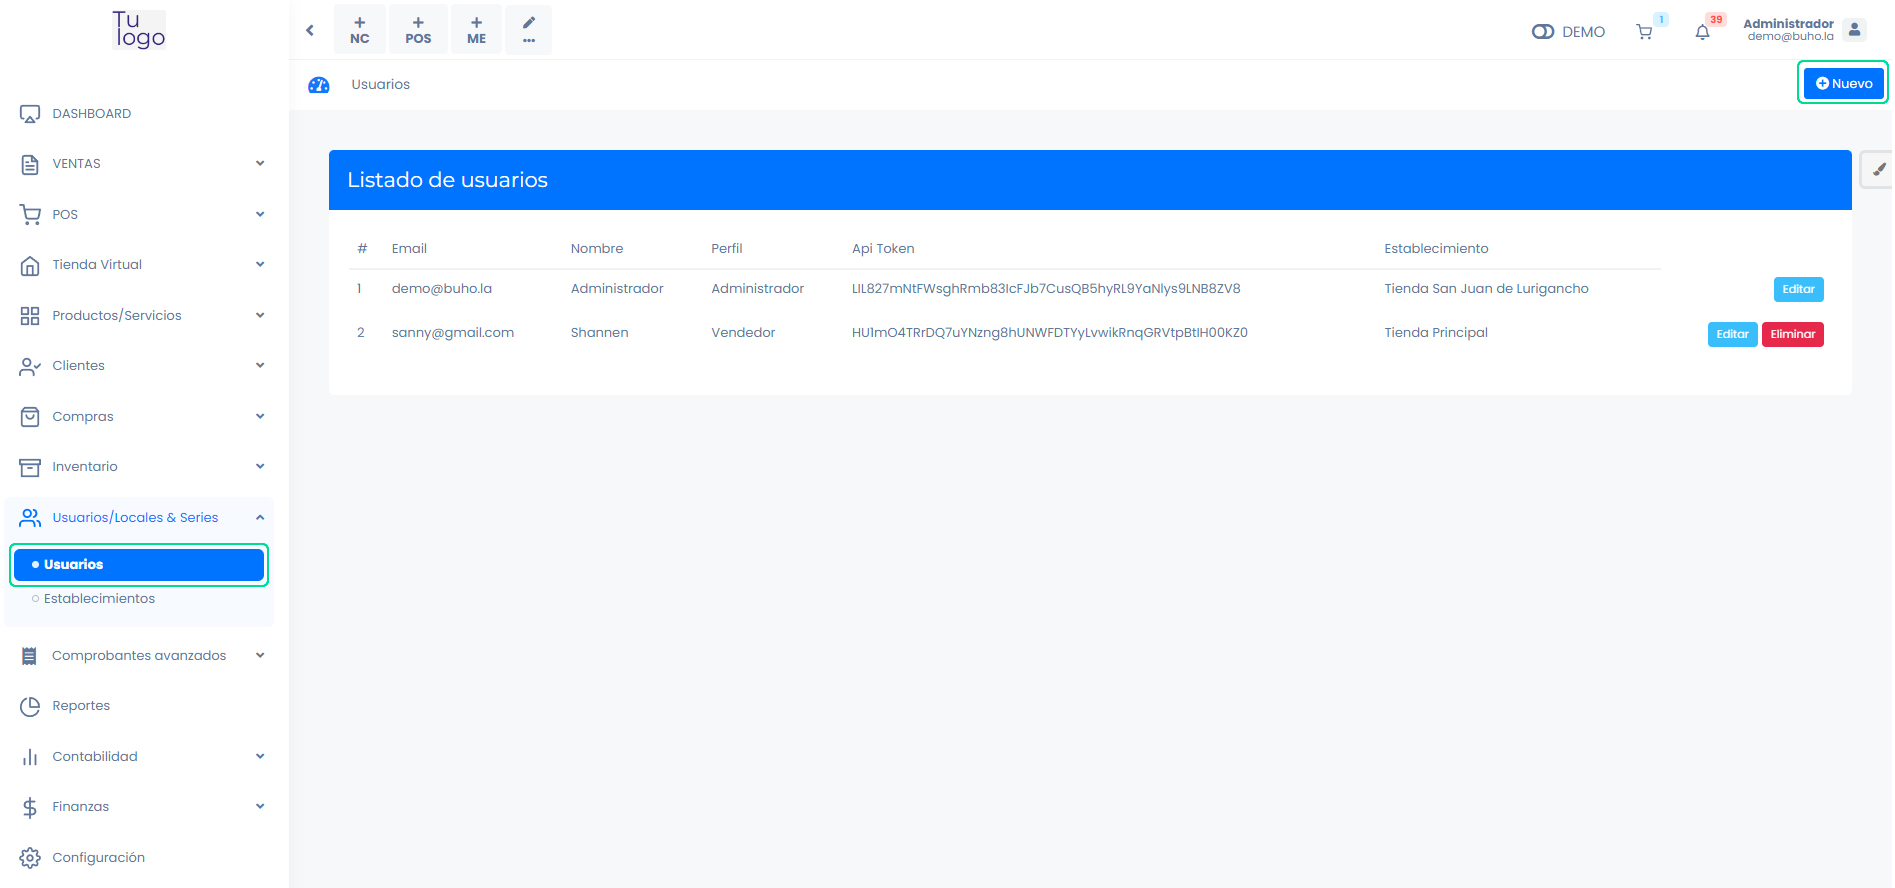 Tu
logo
NC
POS
ME
...
DEMO
1
39
Administrador
demo@buho.la
Usuarios
Nuevo
DASHBOARD
VENTAS
POS
Tienda Virtual
Productos/Servicios
Clientes
Compras
Inventario
Usuarios/Locales & Series
Usuarios
Establecimientos
Comprobantes avanzados
Reportes
Contabilidad
Finanzas
Configuración
Listado de usuarios
# Email Nombre Perfil Api Token Establecimiento
1 demo@buho.la Administrador Administrador LIL827mNtFWsghRmb83IcFJb7CusQB5hyRL9YaNlys9LNB8ZV8 Tienda San Juan de Lurigancho Editar
2 sanny@gmail.com Shannen Vendedor HU1mO4TRrDQ7uYNzng8hUNWFDTYyLvwikRnqGRVtpBtIH00KZ0 Tienda Principal Editar Eliminar